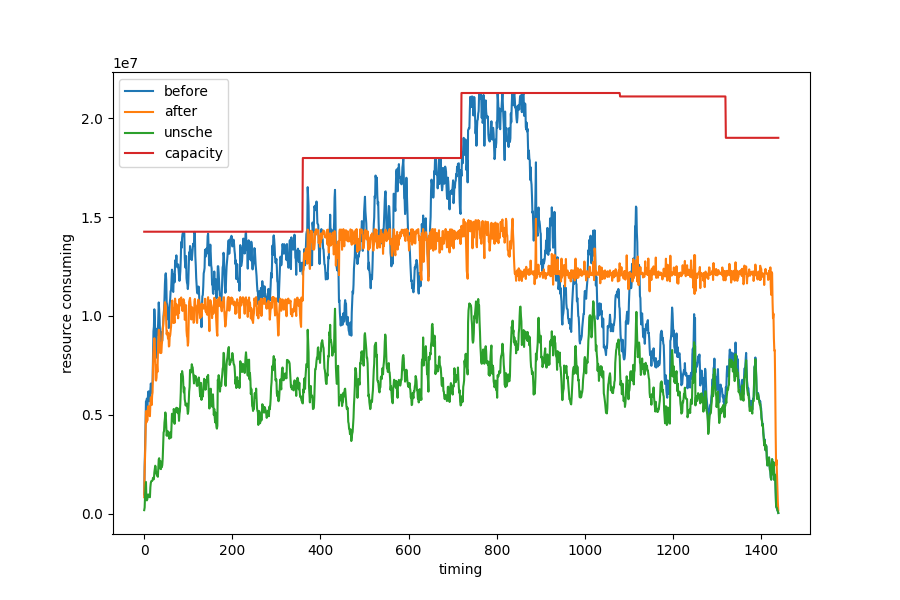 1e7
before
after
unsche
capacity
2.0
1.5
1.0
0.5
0.0
resource consuming
0 200 400 600 800 1000 1200 1400
timing